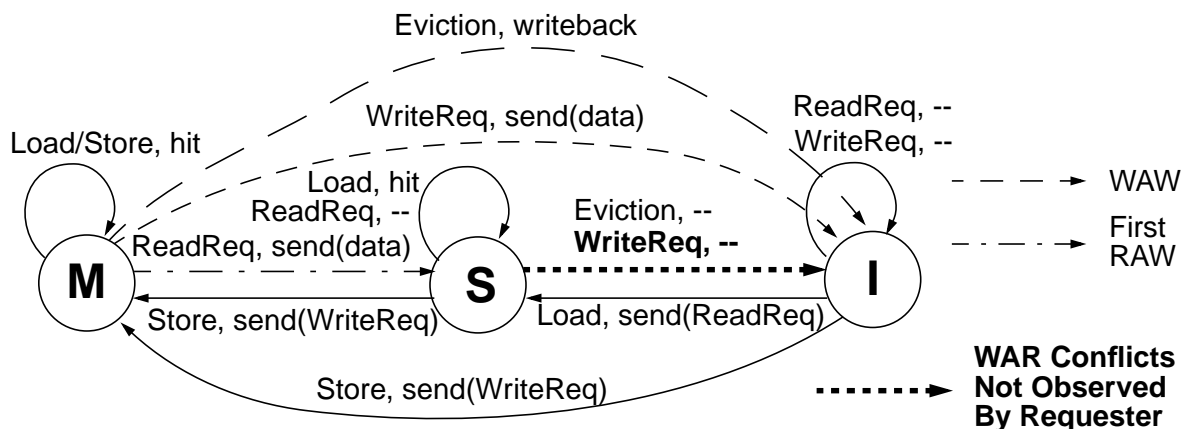 Eviction, writeback
ReadReq, --
WriteReq, --
WriteReq, send(data)
Load/Store, hit
Load, hit
ReadReq, --
Eviction, --
WriteReq, --
WAW
First
RAW
ReadReq, send(data)
M
S
I
Store, send(WriteReq)
Load, send(ReadReq)
Store, send(WriteReq)
WAR Conflicts
Not Observed
By Requester